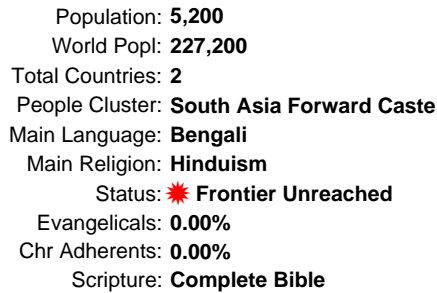 Population: 5,200
World Popl: 227,200
Total Countries: 2
People Cluster: South Asia Forward Caste
Main Language: Bengali
Main Religion: Hinduism
Status: Frontier Unreached
Evangelicals: 0.00%
Chr Adherents: 0.00%
Scripture: Complete Bible